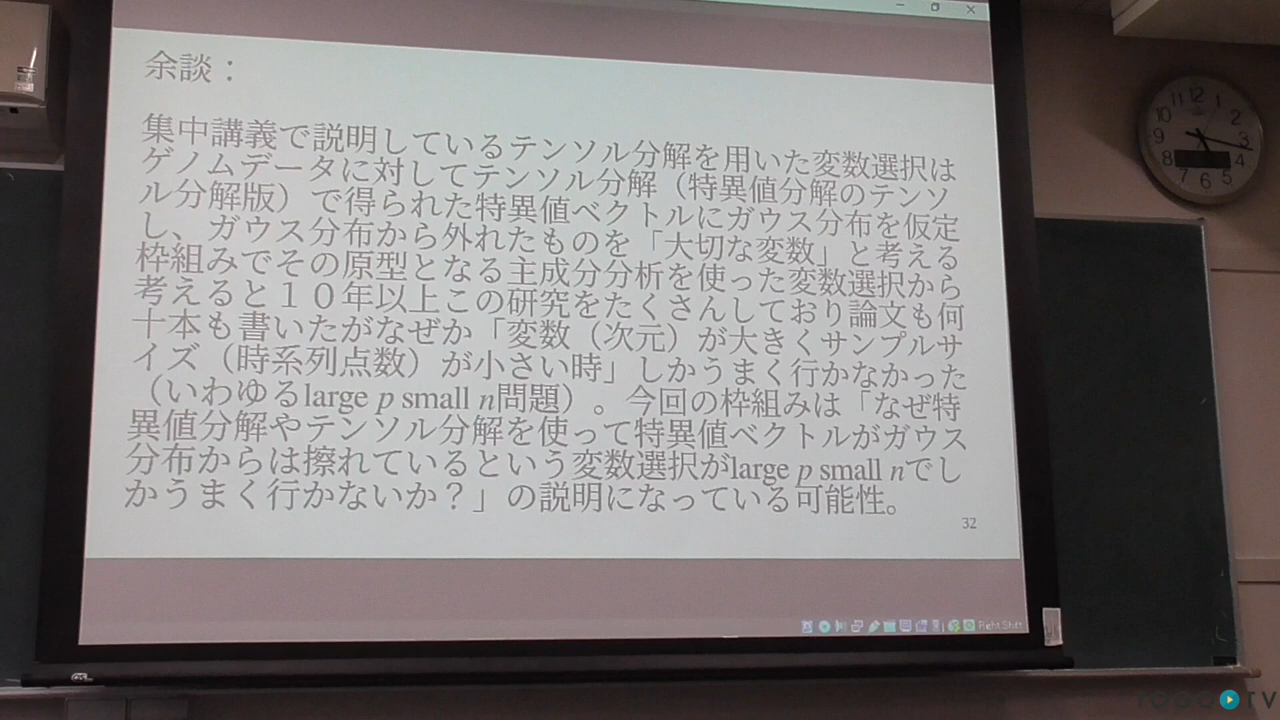 余談：
集中講義で説明しているテンソル分解を用いた変数選択は
ゲノムデータに対してテンソル分解（特異値分解のテンソ
ル分解版）で得られた特異値ベクトルにガウス分布を仮定
し、ガウス分布から外れたものを「大切な変数」と考える
枠組みでその原型となる主成分分析を使った変数選択から
考えると１０年以上この研究をたくさんしており論文も何
十本も書いたがなぜか「変数（次元）が大きくサンプルサ
イズ（時系列点数）が小さい時」しかうまく行かなかった
（いわゆるlarge p small n問題）。今回の枠組みは「なぜ特
異値分解やテンソル分解を使って特異値ベクトルがガウス
分布からは擦れているという変数選択がlarge p small nでし
かうまく行かないか？」の説明になっている可能性。
32
Right Shift
11 12 1
10 2
9 3
8 4
7 6 5